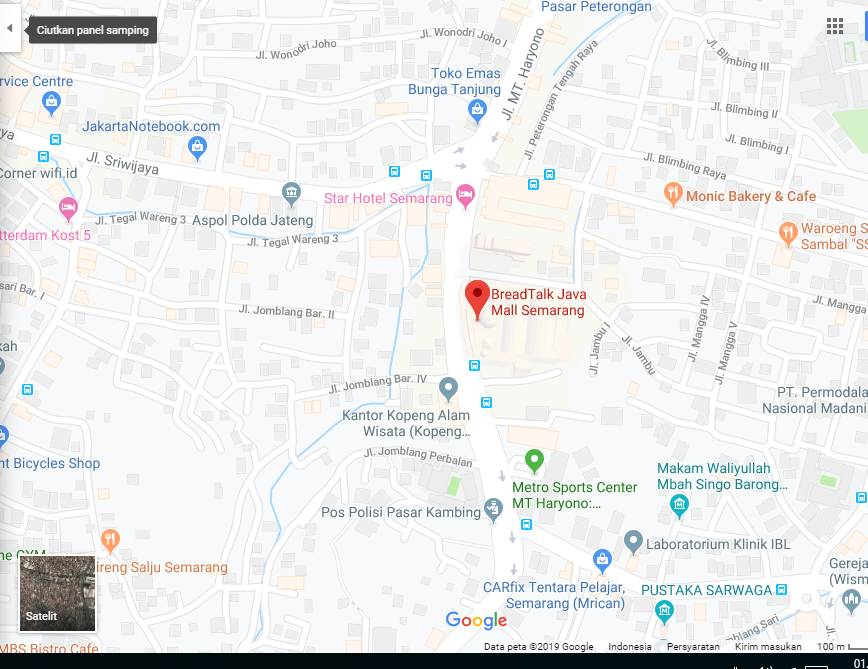 Pasar Peterongan
Ciutkan panel samping
Jl. Wonodri Joho I
Jl. Wonodri Joho
Jl. MT. Haryono
Jl. Peterongan Tengah Raya
Jl. Blimbing III
Toko Emas
Bunga Tanjung
rvice Centre
Jl. Blimbing II
JakartaNotebook.com
Jl. Blimbing I
Jl. Sriwijaya
Jl. Blimbing Raya
Corner wifi.id
Star Hotel Semarang
Monic Bakery & Cafe
Jl. Tegal Wareng 3
Aspol Polda Jateng
tterdam Kost 5
Jl. Tegal Wareng 3
Waroeng S
Sambal "SS
sari Bar. I
BreadTalk Java
Mall Semarang
Jl. Mangga
Jl. Jomblang Bar. II
Jl. Mangga IV
Jl. Mangga V
Jl. Jambu I
Jl. Jambu
kah
Jl. Jomblang Bar. IV
PT. Permodala
Nasional Madani
Kantor Kopeng Alam
Wisata (Kopeng...
Jl. Jomblang Perbalan
nt Bicycles Shop
Metro Sports Center
MT Haryono:...
Makam Waliyullah
Mbah Singo Barong...
Pos Polisi Pasar Kambing
Laboratorium Klinik IBL
ne GYM
ireng Salju Semarang
Gereja
(Wism
CARfix Tentara Pelajar,
Semarang (Mrican)
PUSTAKA SARWAGA
Satelit
Google
MBS Bistro Cafe
Data peta ©2019 Google
Indonesia
Persyaratan
Kirim masukan
100 m
01